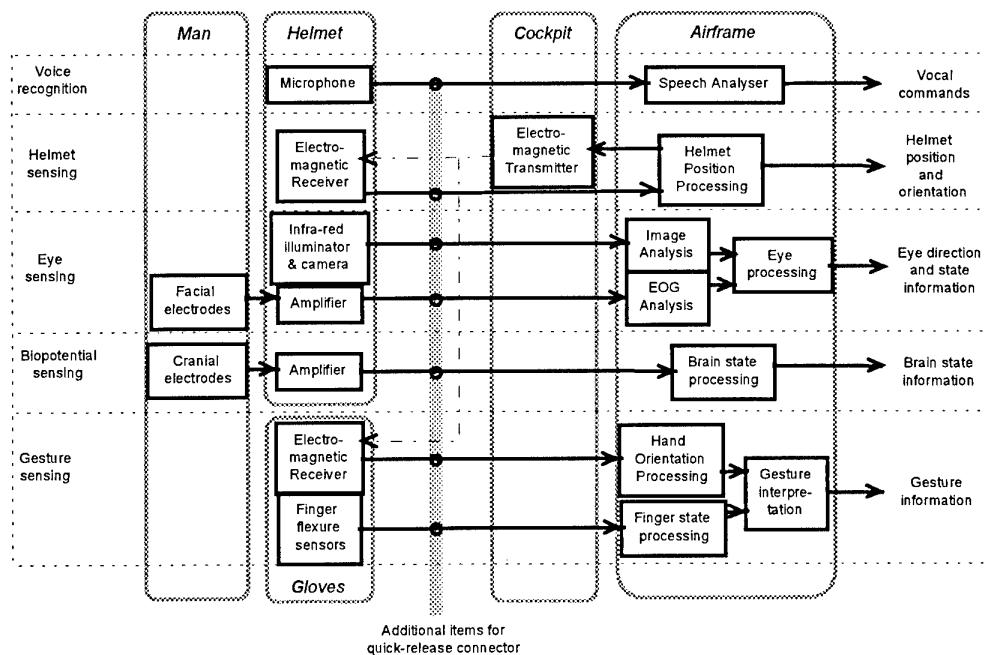 Man
Helmet
Cockpit
Airframe
Voice
recognition
Microphone
Speech Analyser
Vocal
commands
Helmet
sensing
Electro-
magnetic
Receiver
Electro-
magnetic
Transmitter
Helmet
Position
Processing
Helmet
position
and
orientation
Eye
sensing
Infra-red
illuminator
& camera
Image
Analysis
Eye
processing
Eye direction
and state
information
Facial
electrodes
Amplifier
EOG
Analysis
Biopotential
sensing
Cranial
electrodes
Amplifier
Brain state
processing
Brain state
information
Gesture
sensing
Electro-
magnetic
Receiver
Hand
Orientation
Processing
Gesture
interpre-
tation
Gesture
information
Finger
flexure
sensors
Finger state
processing
Gloves
Additional items for
quick-release connector